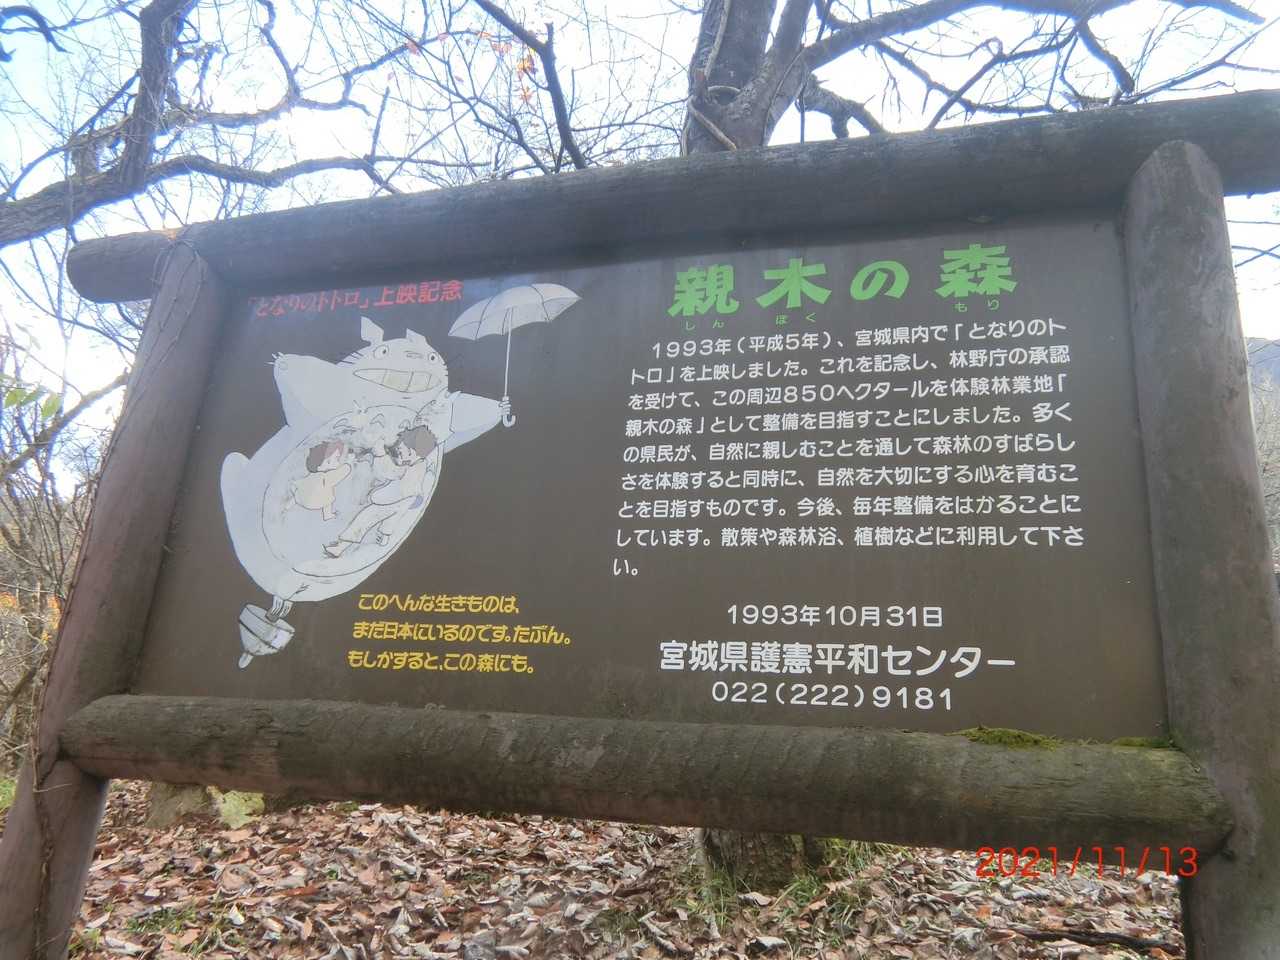 「となりのトトロ」上映記念
親木の森
しんぼくもり
1993年(平成5年)、宮城県内で「となりのト
トロ」を上映しました。これを記念し、林野庁の承認
を受けて、この周辺850ヘクタールを体験林業地「
親木の森」として整備を目指すことにしました。多く
の県民が、自然に親しむことを通して森林のすばらし
さを体験すると同時に、自然を大切にする心を育むこ
とを目指すものです。今後、毎年整備をはかることに
しています。散策や森林浴、植樹などに利用して下さ
い。
このへんな生きものは、
まだ日本にいるのです。たぶん。
もしかすると、この森にも。
1993年10月31日
宮城県護憲平和センター
022(222)9181
2021/11/13